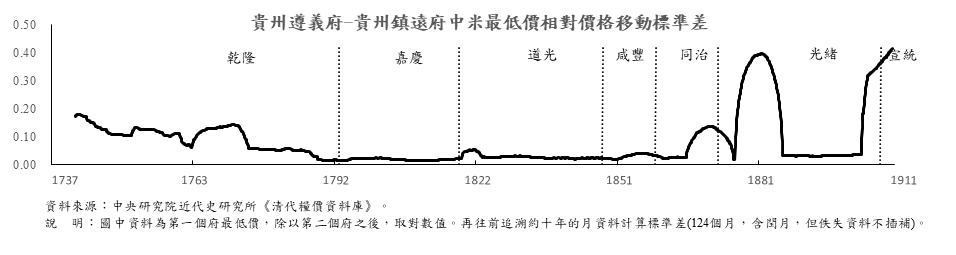 貴州遵義府–貴州鎮遠府中米最低價相對價格移動標準差
0.50
0.40
0.30
0.20
0.10
0.00
乾隆 嘉慶 道光 咸豐 同治 光緒 宣統
1737 1763 1792 1822 1851 1881 1911
資料來源：中央研究院近代史研究所《清代糧價資料庫》。
說　明：圖中資料為第一個府最低價，除以第二個府之後，取對數值。再往前追溯約十年的月資料計算標準差(124個月，含閏月，但佚失資料不插補)。